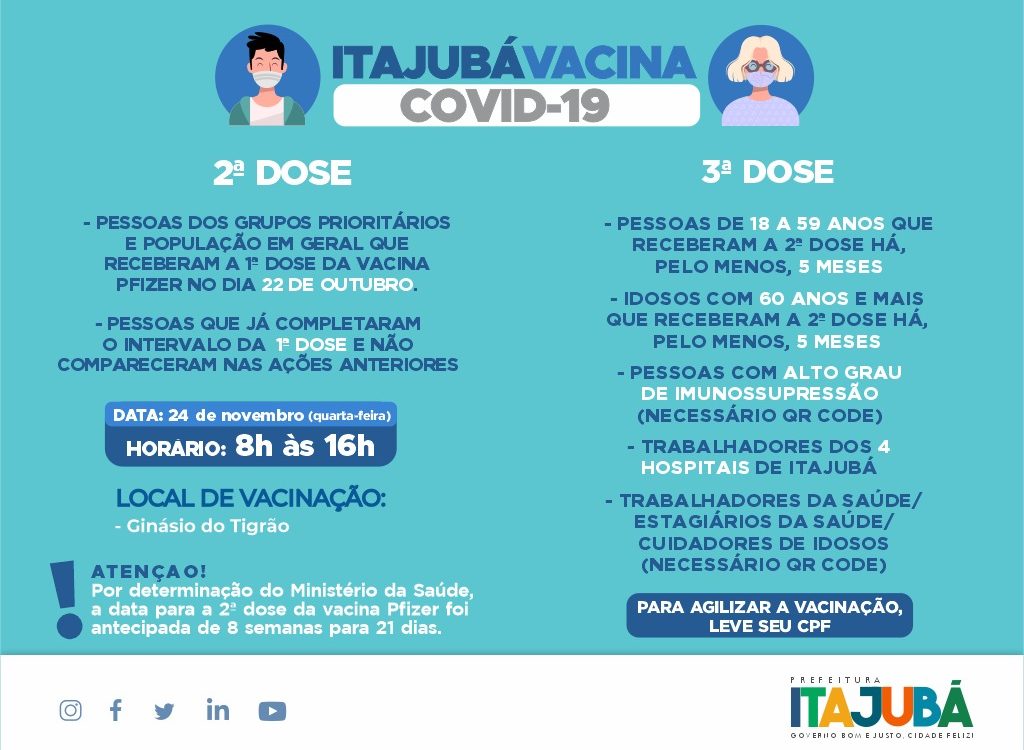 ITAJUBÁVACINA
COVID-19
2ª DOSE
- PESSOAS DOS GRUPOS PRIORITÁRIOS
E POPULAÇÃO EM GERAL QUE
RECEBERAM A 1ª DOSE DA VACINA
PFIZER NO DIA 22 DE OUTUBRO.
- PESSOAS QUE JÁ COMPLETARAM
O INTERVALO DA 1ª DOSE E NÃO
COMPARECERAM NAS AÇÕES ANTERIORES
DATA: 24 de novembro (quarta-feira)
HORÁRIO: 8h às 16h
LOCAL DE VACINAÇÃO:
- Ginásio do Tigrão
! ATENÇAO!
Por determinação do Ministério da Saúde,
a data para a 2ª dose da vacina Pfizer foi
antecipada de 8 semanas para 21 dias.
3ª DOSE
- PESSOAS DE 18 A 59 ANOS QUE
RECEBERAM A 2ª DOSE HÁ,
PELO MENOS, 5 MESES
- IDOSOS COM 60 ANOS E MAIS
QUE RECEBERAM A 2ª DOSE HÁ,
PELO MENOS, 5 MESES
- PESSOAS COM ALTO GRAU
DE IMUNOSSUPRESSÃO
(NECESSÁRIO QR CODE)
- TRABALHADORES DOS 4
HOSPITAIS DE ITAJUBÁ
- TRABALHADORES DA SAÚDE/
ESTAGIÁRIOS DA SAÚDE/
CUIDADORES DE IDOSOS
(NECESSÁRIO QR CODE)
PARA AGILIZAR A VACINAÇÃO,
LEVE SEU CPF
PREFEITURA
ITAJUBÁ
GOVERNO BOM E JUSTO, CIDADE FELIZ!